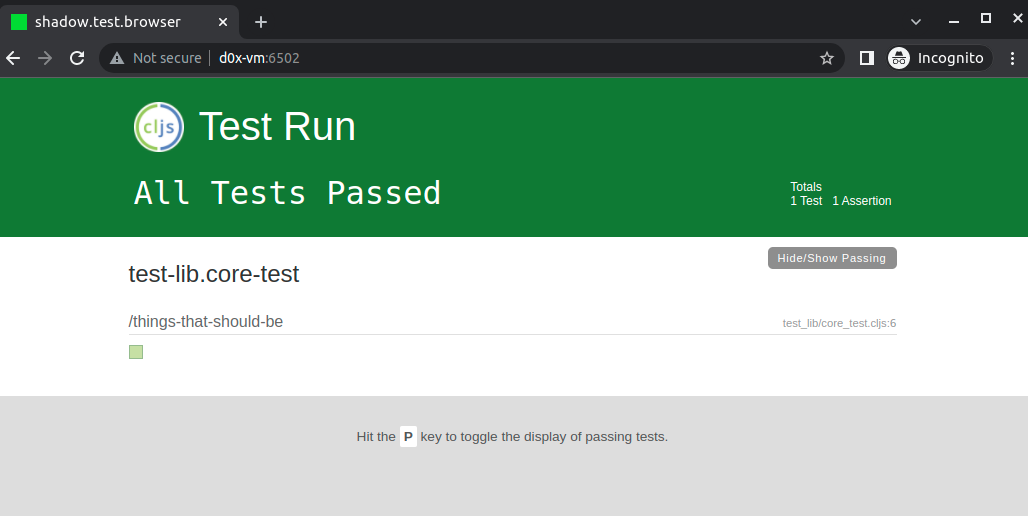 shadow.test.browser
Not secure d0x-vm:6502 Incognito
cljs Test Run
All Tests Passed
Totals
1 Test 1 Assertion
Hide/Show Passing
test-lib.core-test
/things-that-should-be test_lib/core_test.cljs:6
Hit the P key to toggle the display of passing tests.